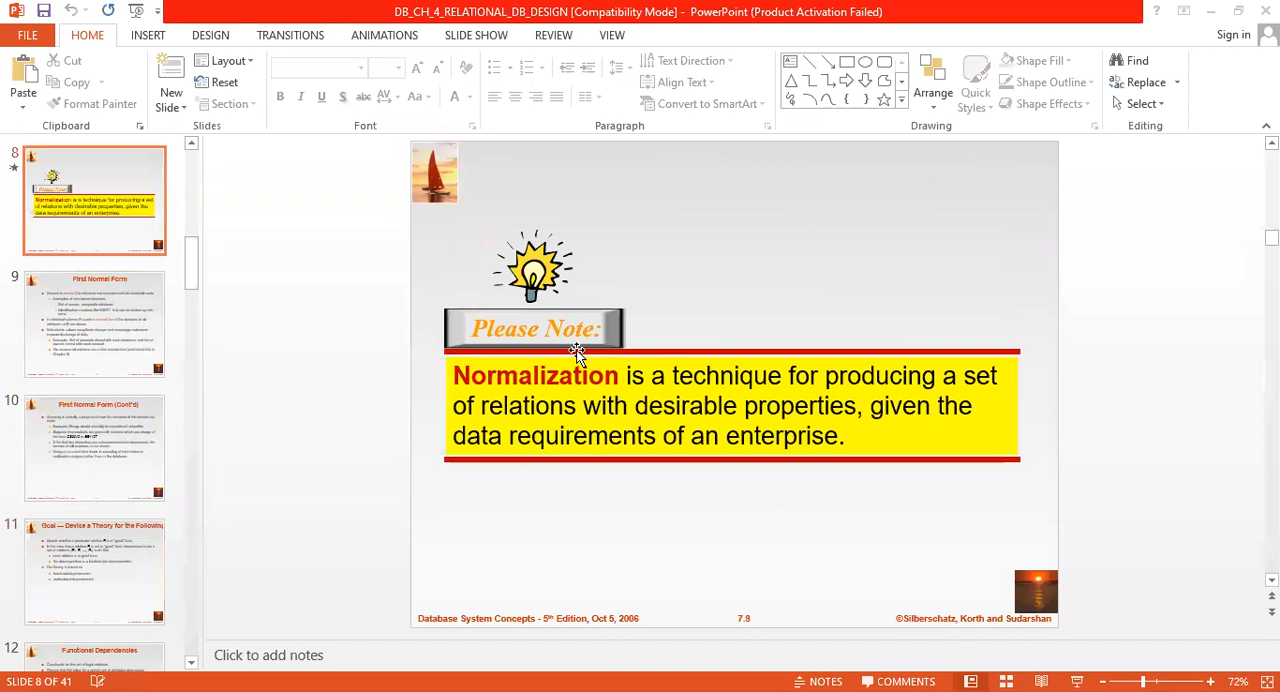 DB_CH_4_RELATIONAL_DB_DESIGN [Compatibility Mode] - PowerPoint (Product Activation Failed)
FILE HOME INSERT DESIGN TRANSITIONS ANIMATIONS SLIDE SHOW REVIEW VIEW Sign in
Paste
Cut
Copy
Format Painter
Clipboard
New Slide
Layout
Reset
Section
Slides
B I U S abc AV Aa A
Font
Text Direction
Align Text
Convert to SmartArt
Paragraph
Arrange
Quick Styles
Shape Fill
Shape Outline
Shape Effects
Drawing
Find
Replace
Select
Editing
8
9
First Normal Form
10
First Normal Form (Cont'd)
11
Goal — Devise a Theory for the Following
12
Functional Dependencies
Please Note:
Normalization is a technique for producing a set
of relations with desirable properties, given the
data requirements of an enterprise.
Database System Concepts - 5th Edition, Oct 5, 2006 7.8 ©Silberschatz, Korth and Sudarshan
Click to add notes
SLIDE 8 OF 41 NOTES COMMENTS 72%